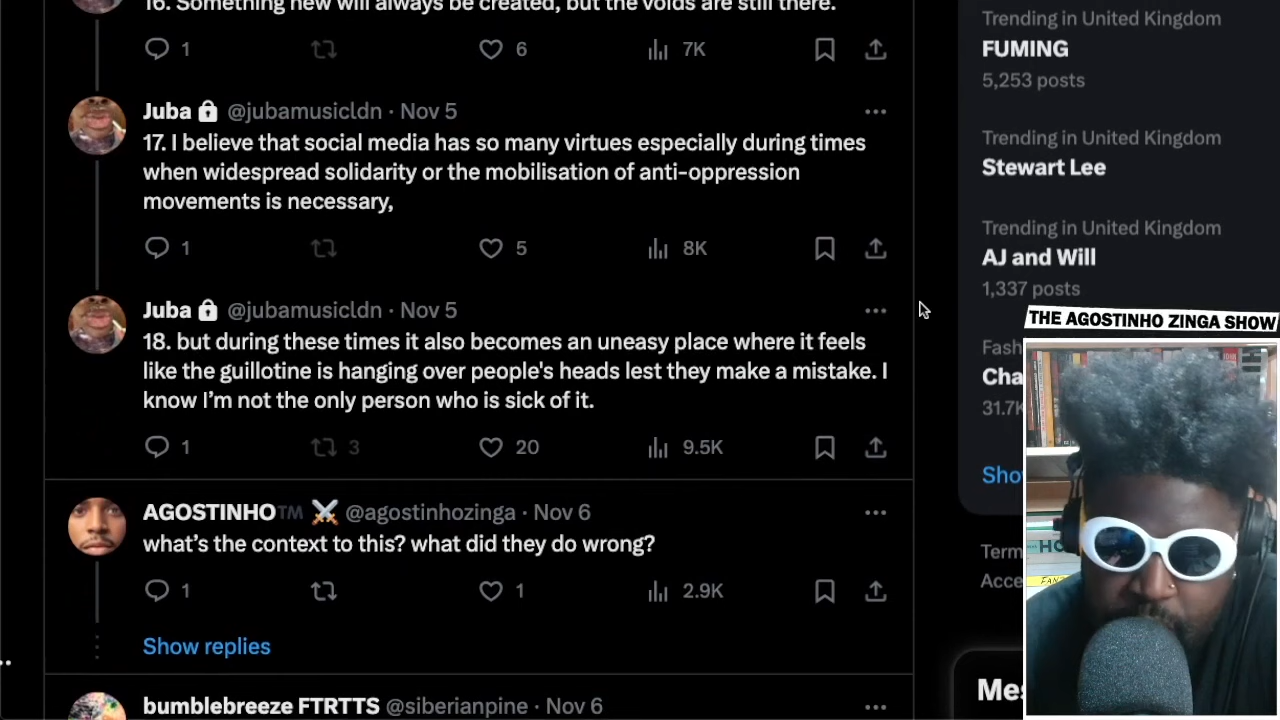 16. Something new will always be created, but the voids are still there.
1
6
7K
Juba @jubamusicldn · Nov 5
17. I believe that social media has so many virtues especially during times
when widespread solidarity or the mobilisation of anti-oppression
movements is necessary,
1
5
8K
Juba @jubamusicldn · Nov 5
18. but during these times it also becomes an uneasy place where it feels
like the guillotine is hanging over people's heads lest they make a mistake. I
know I’m not the only person who is sick of it.
1
3
20
9.5K
AGOSTINHO™ @agostinhozinga · Nov 6
what’s the context to this? what did they do wrong?
1
1
2.9K
Show replies
bumblebreeze FTRTTS @siberianpine · Nov 6
Trending in United Kingdom
FUMING
5,253 posts
Trending in United Kingdom
Stewart Lee
Trending in United Kingdom
AJ and Will
1,337 posts
THE AGOSTINHO ZINGA SHOW
Fash
Cha
31.7K
Sho
Term
Acce
Mes